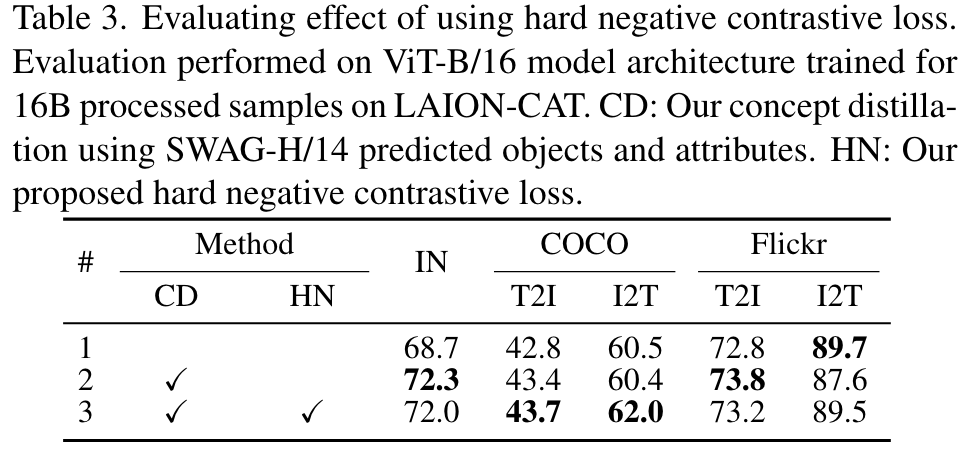 Table 3. Evaluating effect of using hard negative contrastive loss.
Evaluation performed on ViT-B/16 model architecture trained for
16B processed samples on LAION-CAT. CD: Our concept distilla-
tion using SWAG-H/14 predicted objects and attributes. HN: Our
proposed hard negative contrastive loss.
# Method IN COCO Flickr
CD HN T2I I2T T2I I2T
1 68.7 42.8 60.5 72.8 89.7
2 ✓ 72.3 43.4 60.4 73.8 87.6
3 ✓ ✓ 72.0 43.7 62.0 73.2 89.5